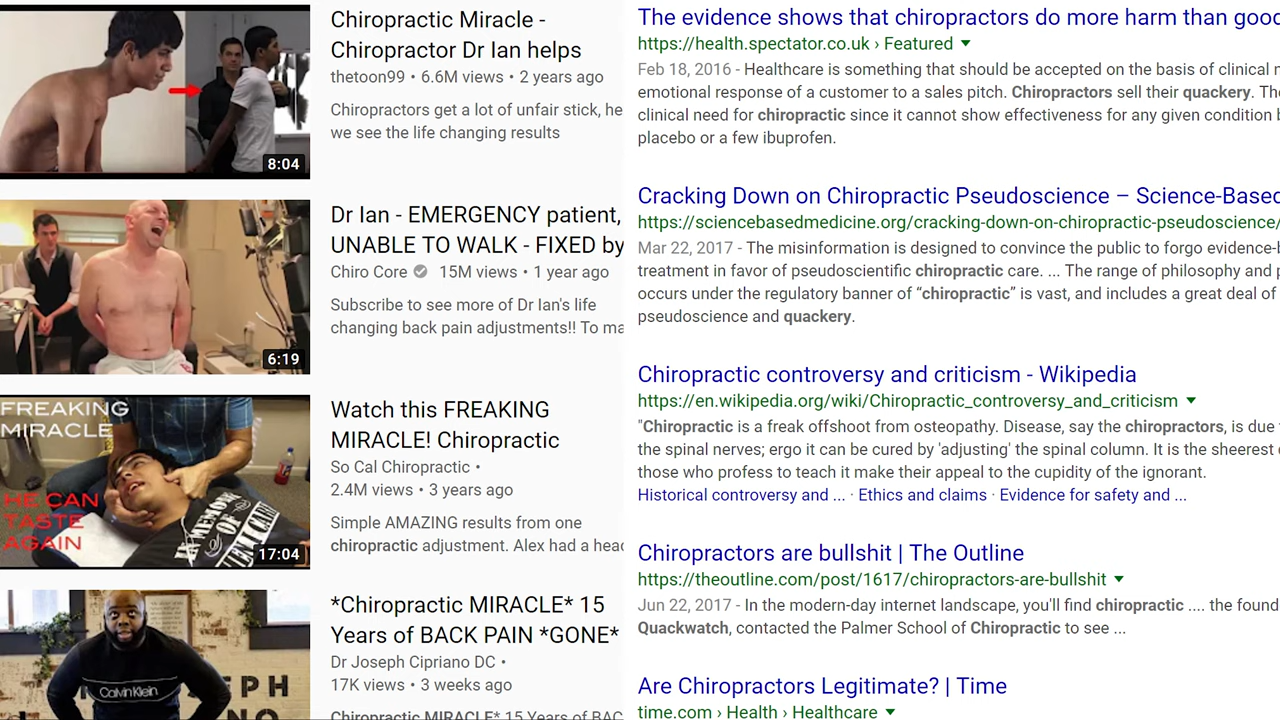 Chiropractic Miracle -
Chiropractor Dr Ian helps
thetoon99 • 6.6M views • 2 years ago
Chiropractors get a lot of unfair stick, he
we see the life changing results
8:04
Dr Ian - EMERGENCY patient,
UNABLE TO WALK - FIXED by
Chiro Core 15M views • 1 year ago
Subscribe to see more of Dr Ian's life
changing back pain adjustments!! To ma
6:19
FREAKING
MIRACLE
HE CAN
TASTE
AGAIN
17:04
Watch this FREAKING
MIRACLE! Chiropractic
So Cal Chiropractic •
2.4M views • 3 years ago
Simple AMAZING results from one
chiropractic adjustment. Alex had a head
Calvin Klein
*Chiropractic MIRACLE* 15
Years of BACK PAIN *GONE*
Dr Joseph Cipriano DC •
17K views • 3 weeks ago
Chiropractic MIRACLE* 15 Years of BAC
The evidence shows that chiropractors do more harm than good
https://health.spectator.co.uk › Featured
Feb 18, 2016 - Healthcare is something that should be accepted on the basis of clinical
emotional response of a customer to a sales pitch. Chiropractors sell their quackery. The
clinical need for chiropractic since it cannot show effectiveness for any given condition
placebo or a few ibuprofen.
Cracking Down on Chiropractic Pseudoscience – Science-Based
https://sciencebasedmedicine.org/cracking-down-on-chiropractic-pseudoscience/
Mar 22, 2017 - The misinformation is designed to convince the public to forgo evidence-b
treatment in favor of pseudoscientific chiropractic care. ... The range of philosophy and p
occurs under the regulatory banner of “chiropractic” is vast, and includes a great deal of
pseudoscience and quackery.
Chiropractic controversy and criticism - Wikipedia
https://en.wikipedia.org/wiki/Chiropractic_controversy_and_criticism
"Chiropractic is a freak offshoot from osteopathy. Disease, say the chiropractors, is due
the spinal nerves; ergo it can be cured by 'adjusting' the spinal column. It is the sheerest
those who profess to teach it make their appeal to the cupidity of the ignorant.
Historical controversy and ... · Ethics and claims · Evidence for safety and ...
Chiropractors are bullshit | The Outline
https://theoutline.com/post/1617/chiropractors-are-bullshit
Jun 22, 2017 - In the modern-day internet landscape, you'll find chiropractic .... the found
Quackwatch, contacted the Palmer School of Chiropractic to see ...
Are Chiropractors Legitimate? | Time
time.com › Health › Healthcare